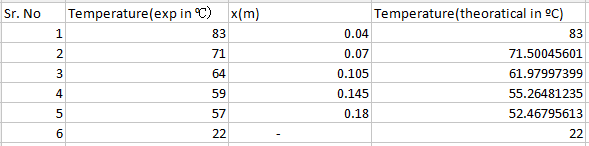 Sr. No Temperature(exp in ºC) x(m) Temperature(theoratical in ºC)
1 83 0.04 83
2 71 0.07 71.50045601
3 64 0.105 61.97997399
4 59 0.145 55.26481235
5 57 0.18 52.46795613
6 22 - 22